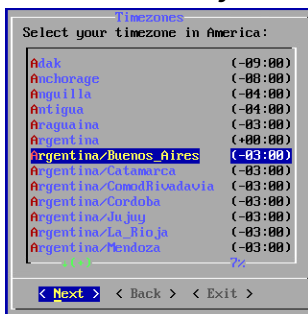 Timezones
Select your timezone in America:
Adak (-09:00)
Anchorage (-08:00)
Anguilla (-04:00)
Antigua (-04:00)
Araguaina (-03:00)
Argentina (+00:00)
Argentina/Buenos_Aires (-03:00)
Argentina/Catamarca (-03:00)
Argentina/ComodRivadavia (-03:00)
Argentina/Cordoba (-03:00)
Argentina/Jujuy (-03:00)
Argentina/La_Rioja (-03:00)
Argentina/Mendoza (-03:00)
↓(+) 7%
< Next > < Back > < Exit >